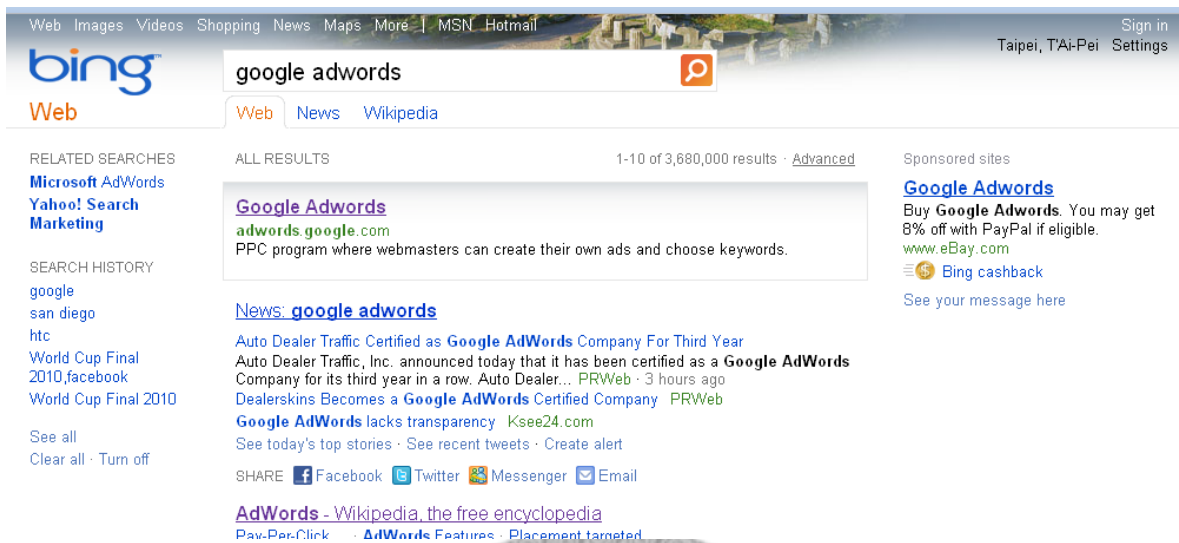 Web Images Videos Shopping News Maps More | MSN Hotmail
Sign in
Taipei, T'Ai-Pei Settings
bing™
google adwords
Web
Web News Wikipedia
RELATED SEARCHES
Microsoft AdWords
Yahoo! Search
Marketing
SEARCH HISTORY
google
san diego
htc
World Cup Final
2010,facebook
World Cup Final 2010
See all
Clear all · Turn off
ALL RESULTS
1-10 of 3,680,000 results · Advanced
Google Adwords
adwords.google.com
PPC program where webmasters can create their own ads and choose keywords.
News: google adwords
Auto Dealer Traffic Certified as Google AdWords Company For Third Year
Auto Dealer Traffic, Inc. announced today that it has been certified as a Google AdWords
Company for its third year in a row. Auto Dealer... PRWeb · 3 hours ago
Dealerskins Becomes a Google AdWords Certified Company PRWeb
Google AdWords lacks transparency Ksee24.com
See today's top stories · See recent tweets · Create alert
SHARE Facebook Twitter Messenger Email
AdWords - Wikipedia, the free encyclopedia
Pay-Per-Click ... · AdWords Features · Placement targeted
Sponsored sites
Google Adwords
Buy Google Adwords. You may get
8% off with PayPal if eligible.
www.eBay.com
Bing cashback
See your message here